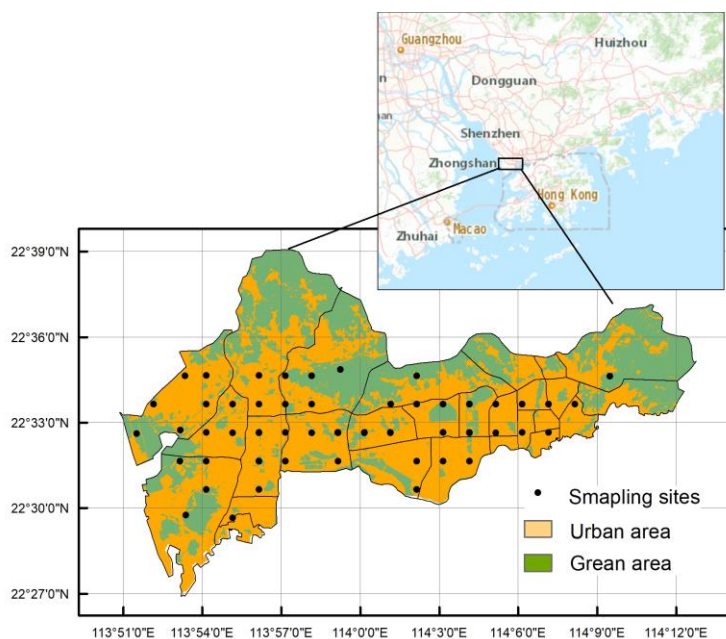 Guangzhou
Huizhou
Dongguan
Shenzhen
Zhongshan
Hong Kong
Macao
Zhuhai
22°39'0"N
22°36'0"N
22°33'0"N
22°30'0"N
22°27'0"N
Smapling sites
Urban area
Grean area
113°51'0"E 113°54'0"E 113°57'0"E 114°0'0"E 114°3'0"E 114°6'0"E 114°9'0"E 114°12'0"E